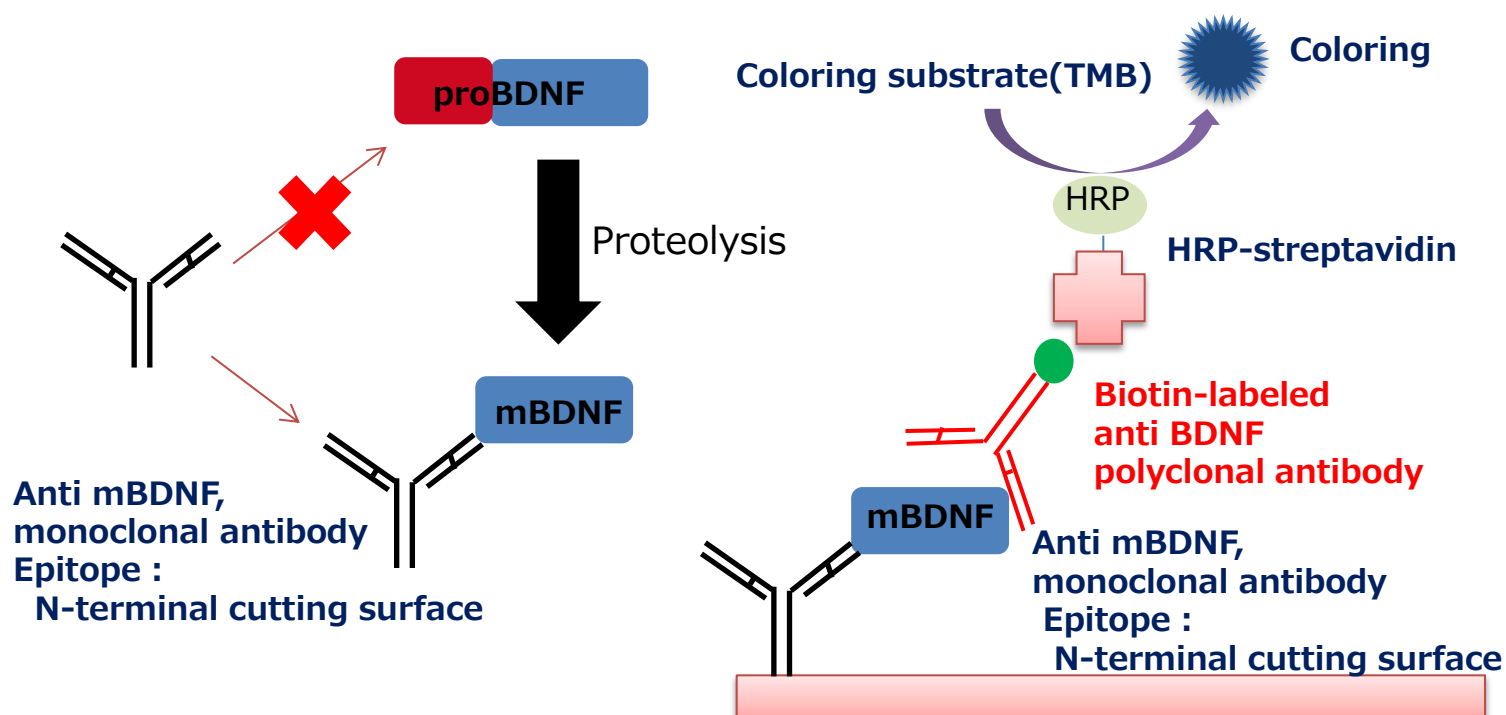 proBDNF
Proteolysis
mBDNF
Anti mBDNF,
monoclonal antibody
Epitope :
N-terminal cutting surface
Coloring substrate(TMB)
Coloring
HRP
HRP-streptavidin
Biotin-labeled
anti BDNF
polyclonal antibody
mBDNF
Anti mBDNF,
monoclonal antibody
Epitope :
N-terminal cutting surface